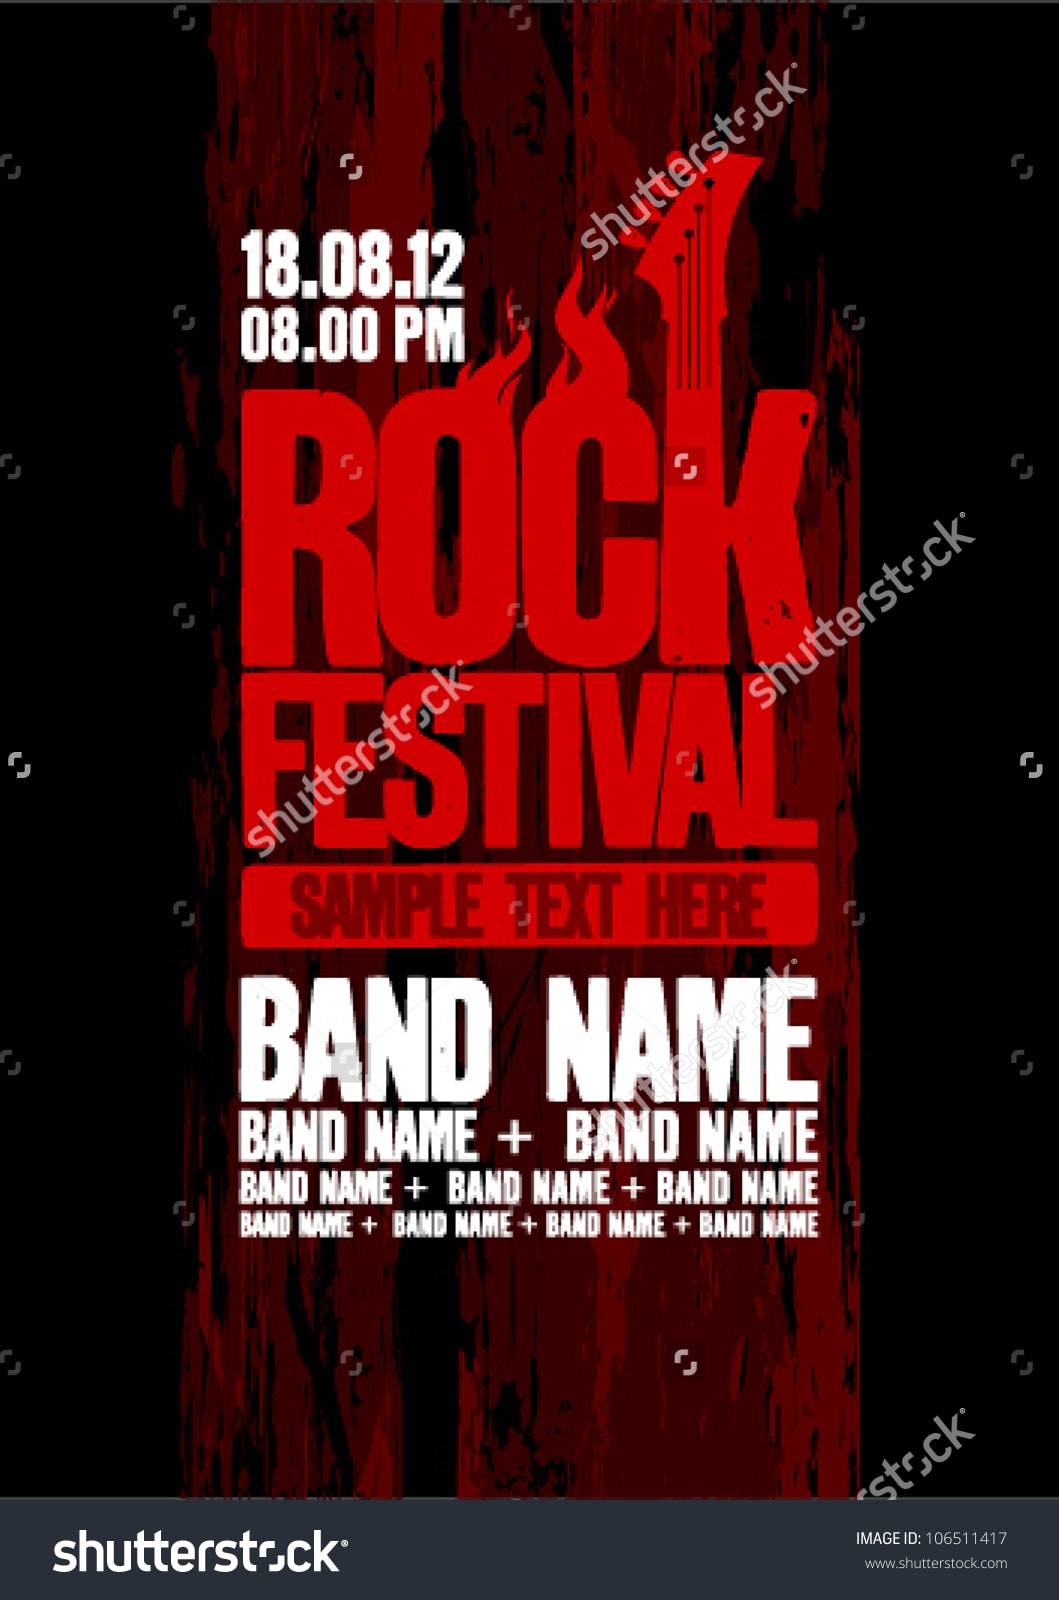 18.08.12
08.00 PM
ROCK
FESTIVAL
SAMPLE TEXT HERE
BAND NAME
BAND NAME + BAND NAME
BAND NAME + BAND NAME + BAND NAME
BAND NAME + BAND NAME + BAND NAME + BAND NAME
shutterstock
shutterstock
shutterstock
shutterstock
shutterstock
shutterstock
IMAGE ID: 106511417
www.shutterstock.com